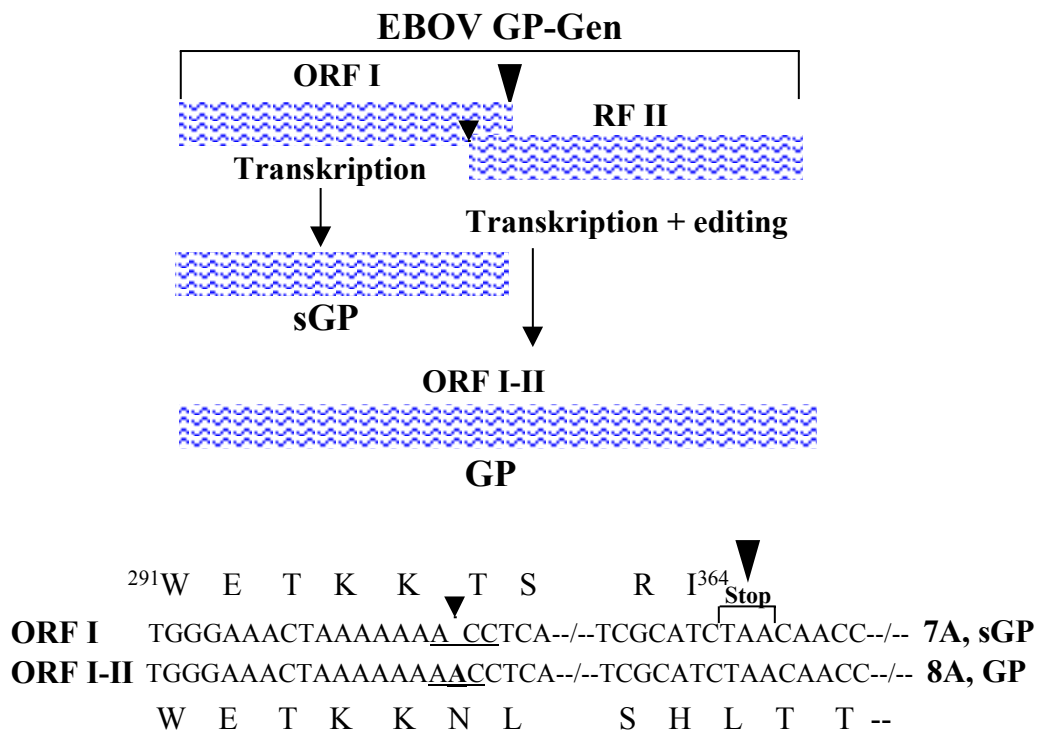 EBOV GP-Gen
ORF I
RF II
Transkription
Transkription + editing
sGP
ORF I-II
GP
291W E T K K T S R I364
Stop
ORF I TGGGAAACTAAAAAAA CCTCA--/--TCGCATCTAACAACC--/-- 7A, sGP
ORF I-II TGGGAAACTAAAAAAAACCTCA--/--TCGCATCTAACAACC--/-- 8A, GP
W E T K K N L S H L T T --